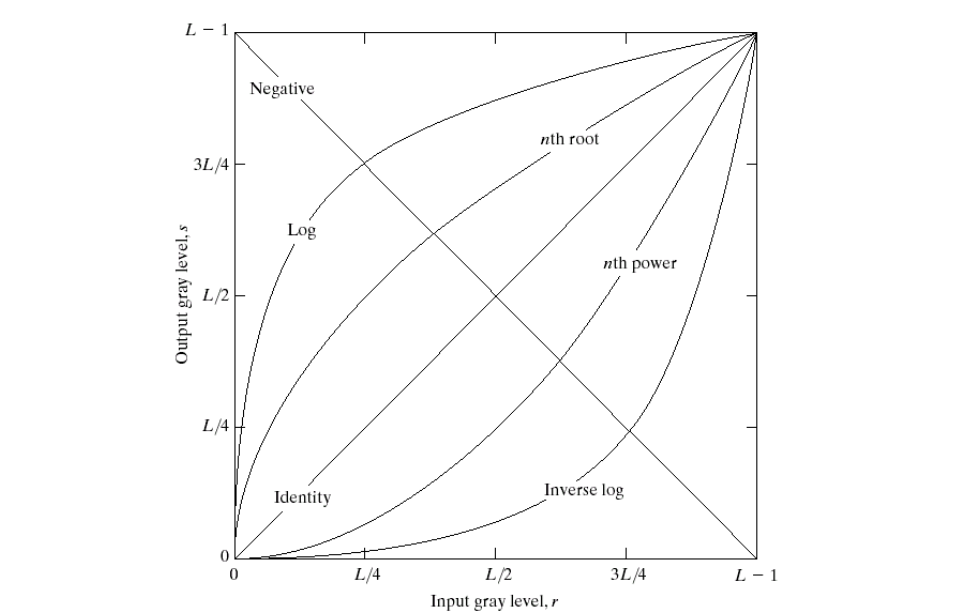 L − 1
Negative
nth root
3L/4
Log
nth power
Output gray level, s
L/2
L/4
Identity
Inverse log
0
0
L/4
L/2
3L/4
L − 1
Input gray level, r